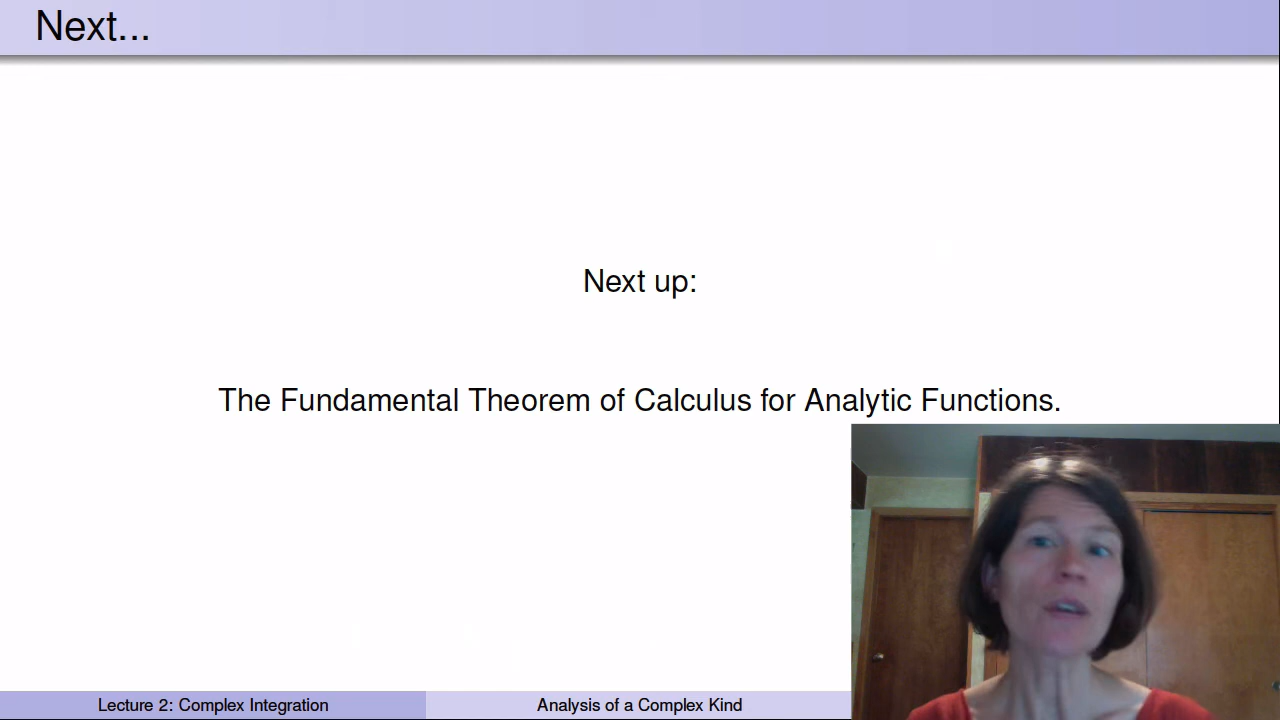 Next...
Next up:
The Fundamental Theorem of Calculus for Analytic Functions.
Lecture 2: Complex Integration
Analysis of a Complex Kind